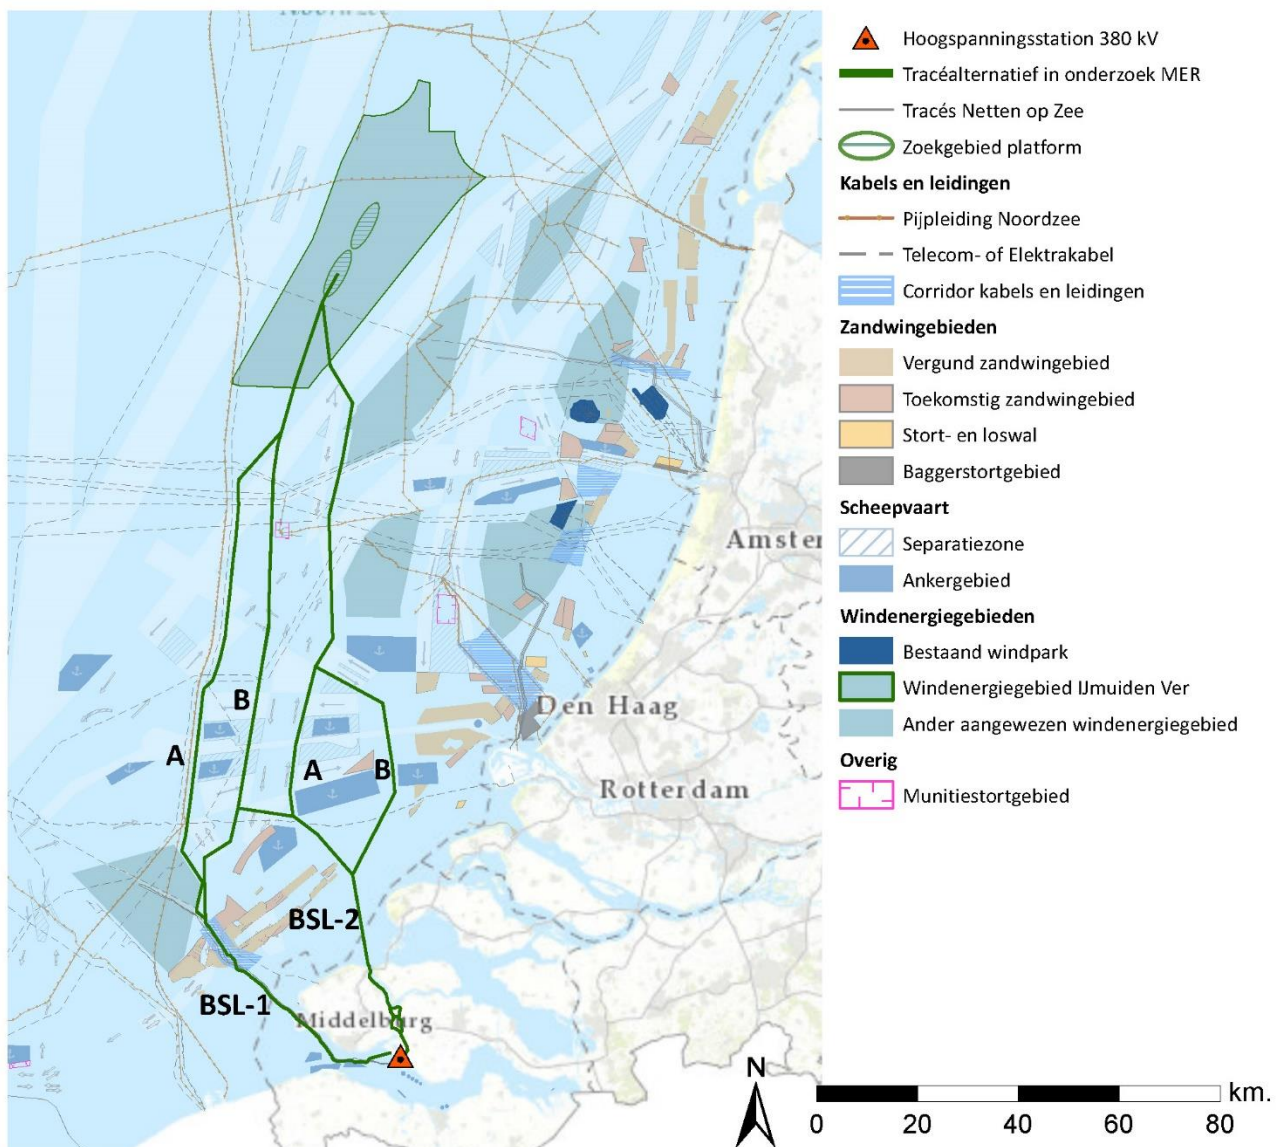 Noordzee
Hoogspanningsstation 380 kV
Tracéalternatief in onderzoek MER
Tracés Netten op Zee
Zoekgebied platform
Kabels en leidingen
Pijpleiding Noordzee
Telecom- of Elektrakabel
Corridor kabels en leidingen
Zandwingebieden
Vergund zandwingebied
Toekomstig zandwingebied
Stort- en loswal
Baggerstortgebied
Scheepvaart
Separatiezone
Ankergebied
Windenergiegebieden
Bestaand windpark
Windenergiegebied IJmuiden Ver
Ander aangewezen windenergiegebied
Overig
Munitiestortgebied
Amster
B
Den Haag
A
A
B
Rotterdam
BSL-2
BSL-1
Middelburg
N
km.
0
20
40
60
80